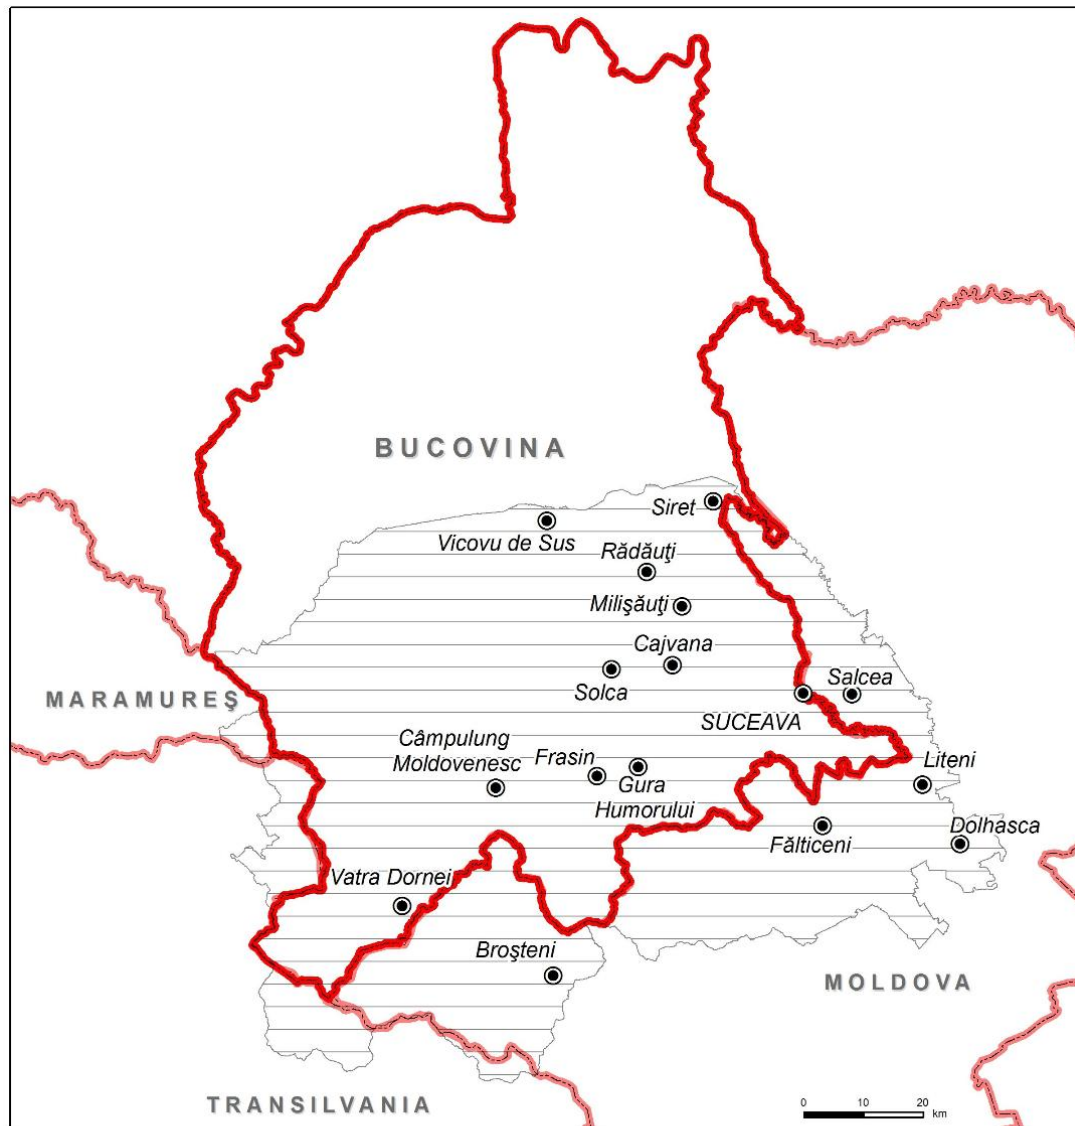 BUCOVINA
Siret
Vicovu de Sus
Rădăuţi
Milişăuţi
Cajvana
Solca
Salcea
MARAMUREŞ
SUCEAVA
Câmpulung
Moldovenesc
Frasin
Gura
Humorului
Liteni
Fălticeni
Dolhasca
Vatra Dornei
Broşteni
MOLDOVA
TRANSILVANIA
0 10 20
km